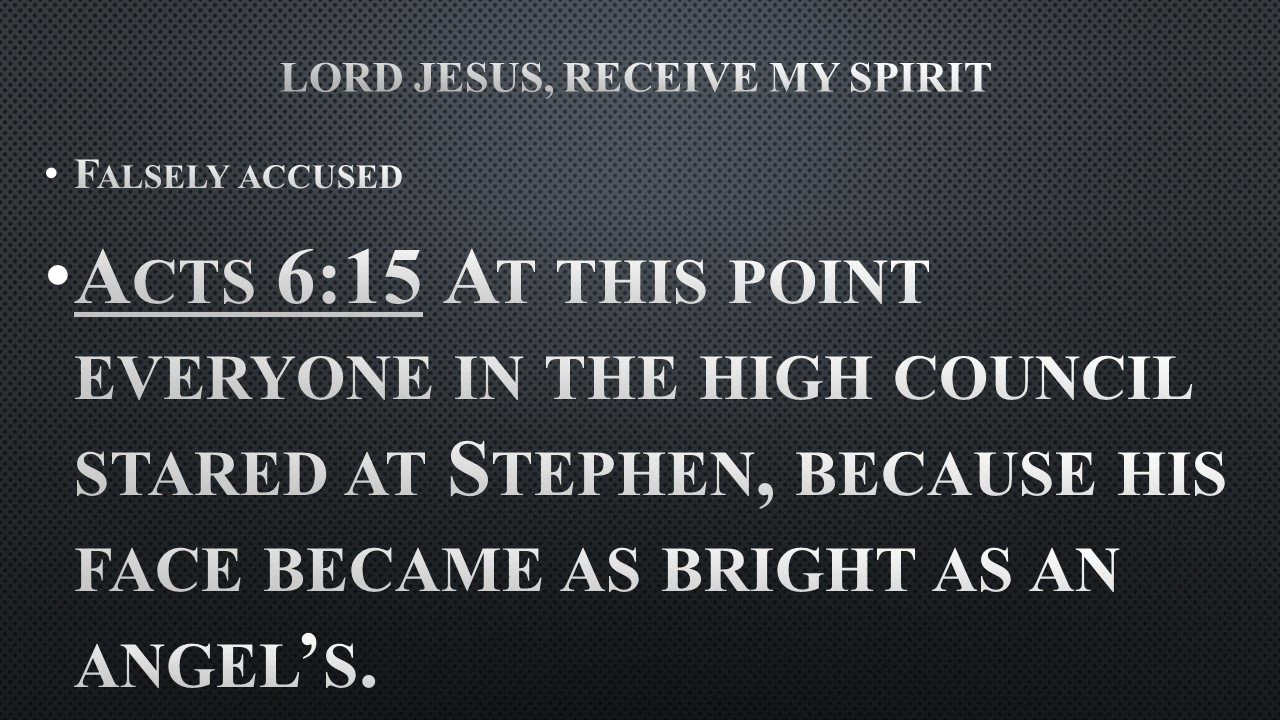 LORD JESUS, RECEIVE MY SPIRIT
• FALSELY ACCUSED
• ACTS 6:15 AT THIS POINT
EVERYONE IN THE HIGH COUNCIL
STARED AT STEPHEN, BECAUSE HIS
FACE BECAME AS BRIGHT AS AN
ANGEL’S.